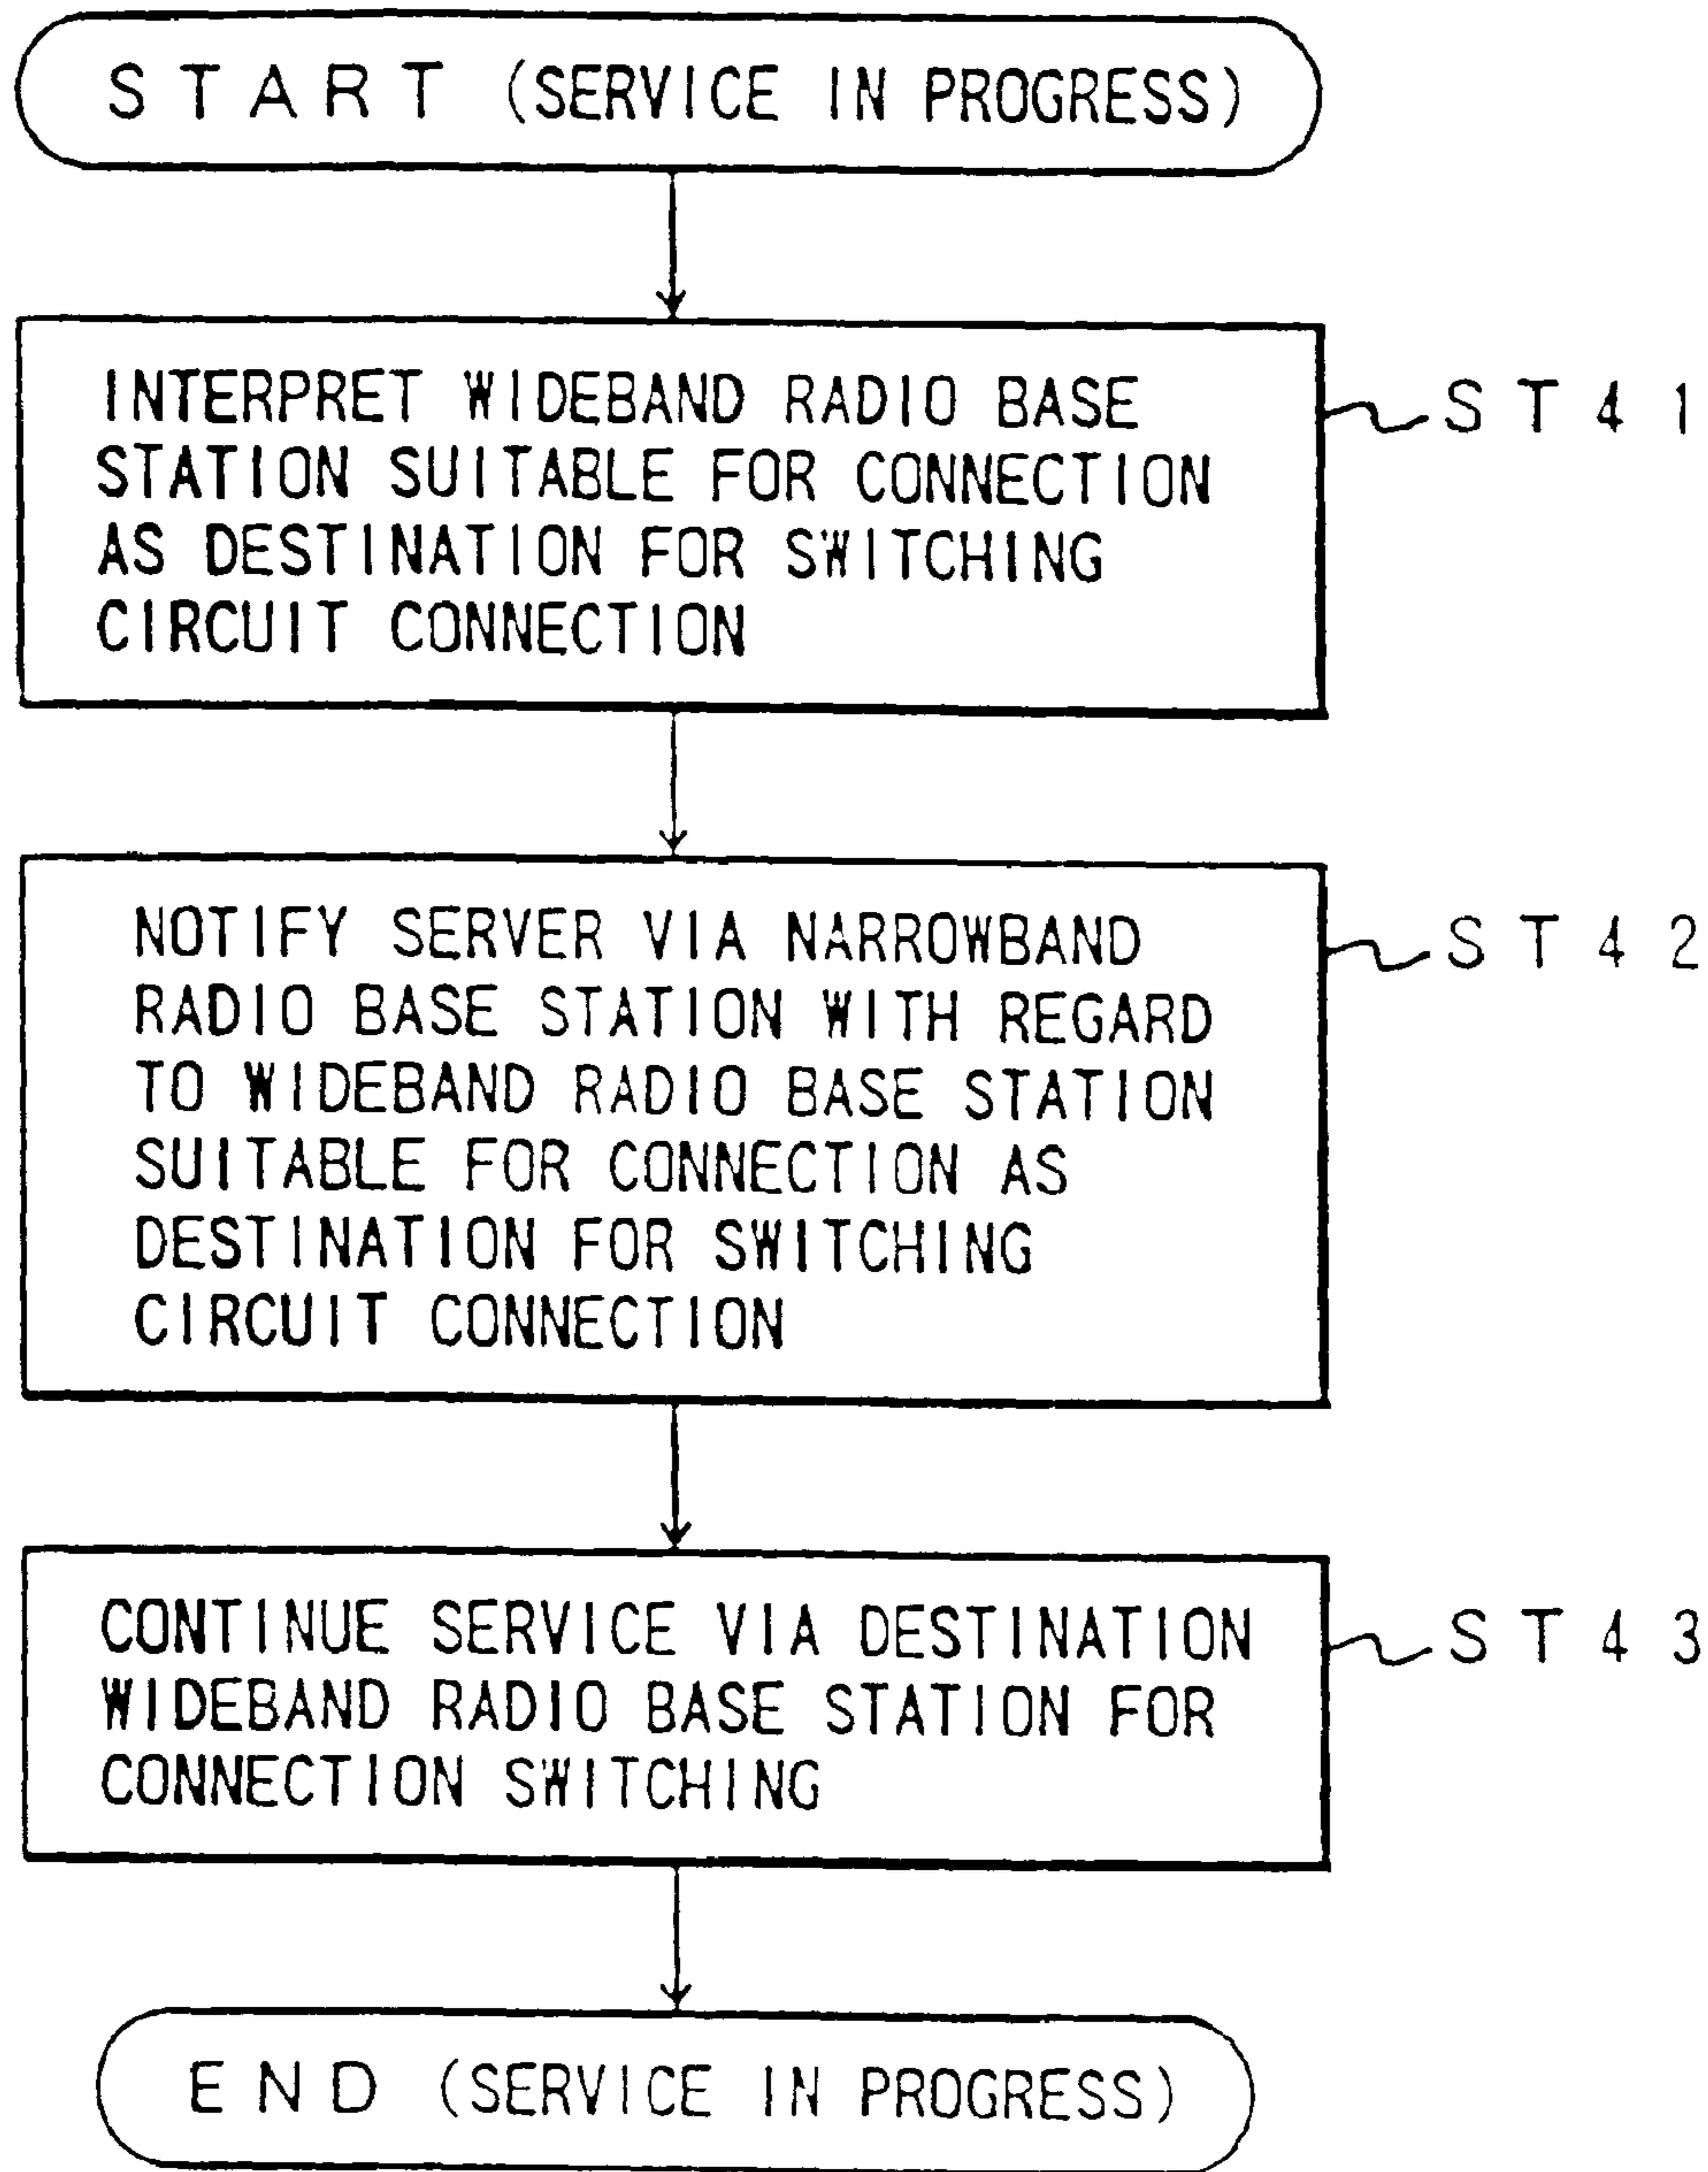 START (SERVICE IN PROGRESS)
INTERPRET WIDEBAND RADIO BASE
STATION SUITABLE FOR CONNECTION
AS DESTINATION FOR SWITCHING
CIRCUIT CONNECTION
ST41
NOTIFY SERVER VIA NARROWBAND
RADIO BASE STATION WITH REGARD
TO WIDEBAND RADIO BASE STATION
SUITABLE FOR CONNECTION AS
DESTINATION FOR SWITCHING
CIRCUIT CONNECTION
ST42
CONTINUE SERVICE VIA DESTINATION
WIDEBAND RADIO BASE STATION FOR
CONNECTION SWITCHING
ST43
END (SERVICE IN PROGRESS)